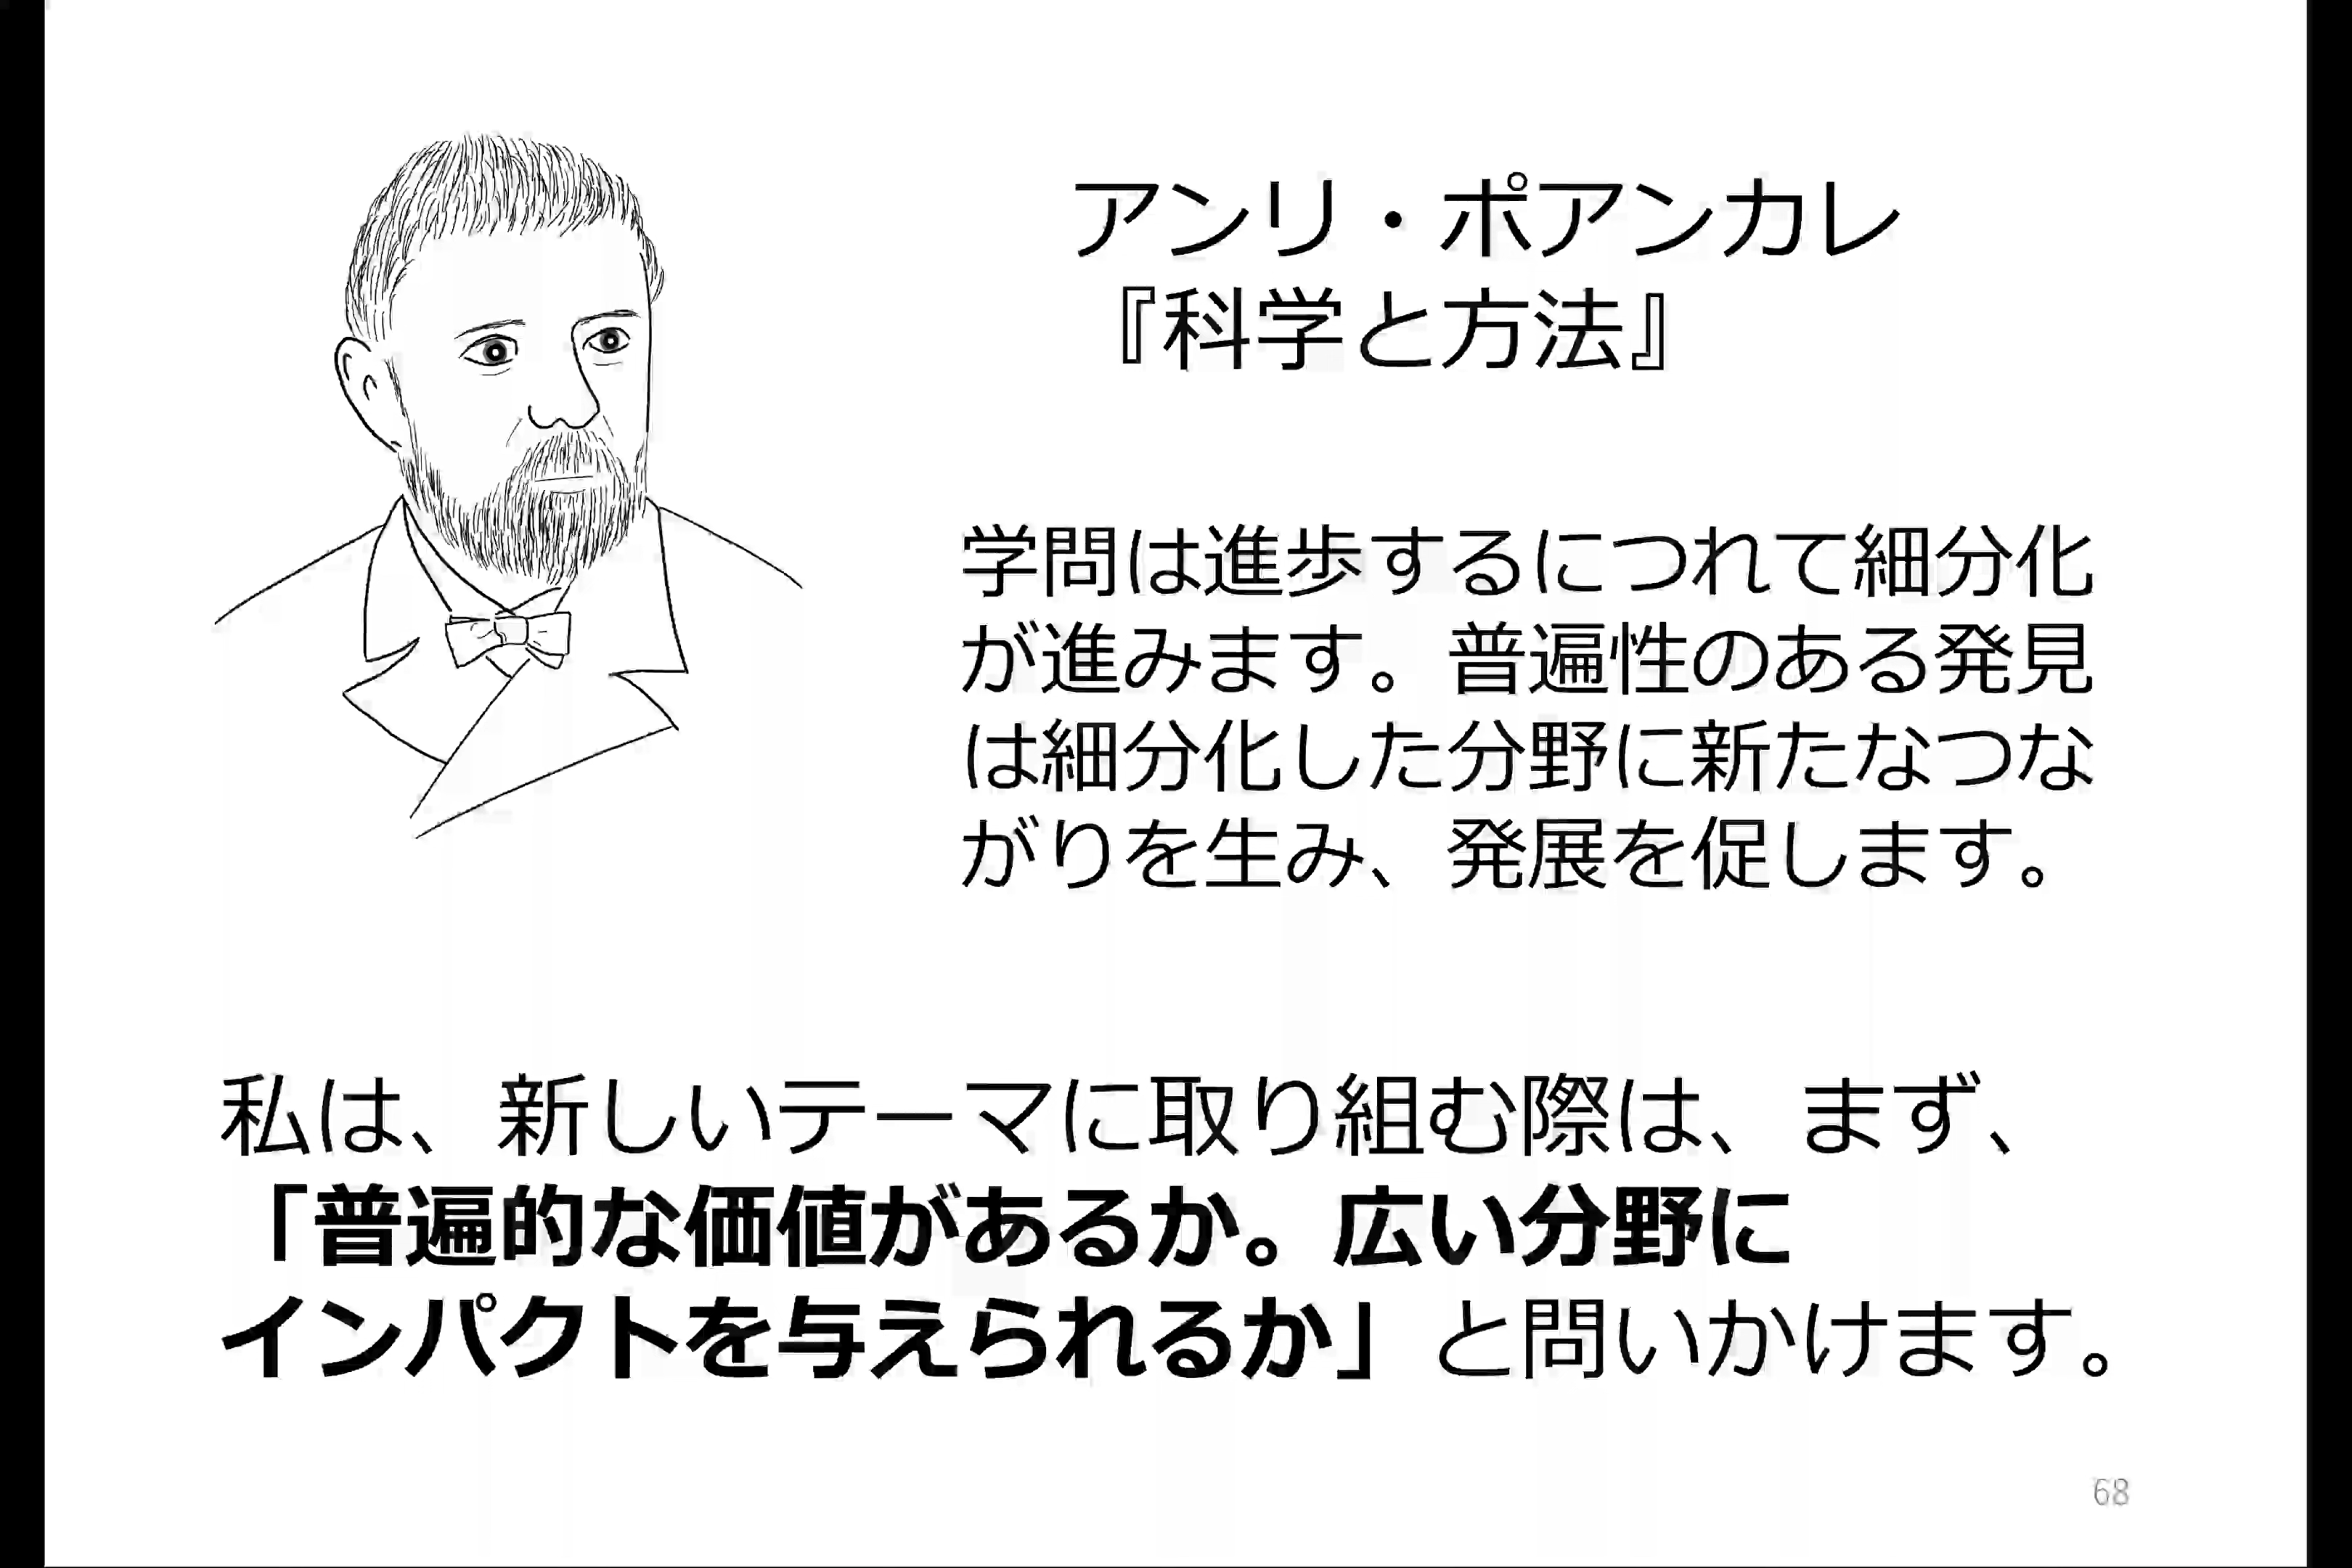 アンリ・ポアンカレ
『科学と方法』
学問は進歩するにつれて細分化
が進みます。普遍性のある発見
は細分化した分野に新たなつな
がりを生み、発展を促します。
私は、新しいテーマに取り組む際は、まず、
「普遍的な価値があるか。広い分野に
インパクトを与えられるか」と問いかけます。
68